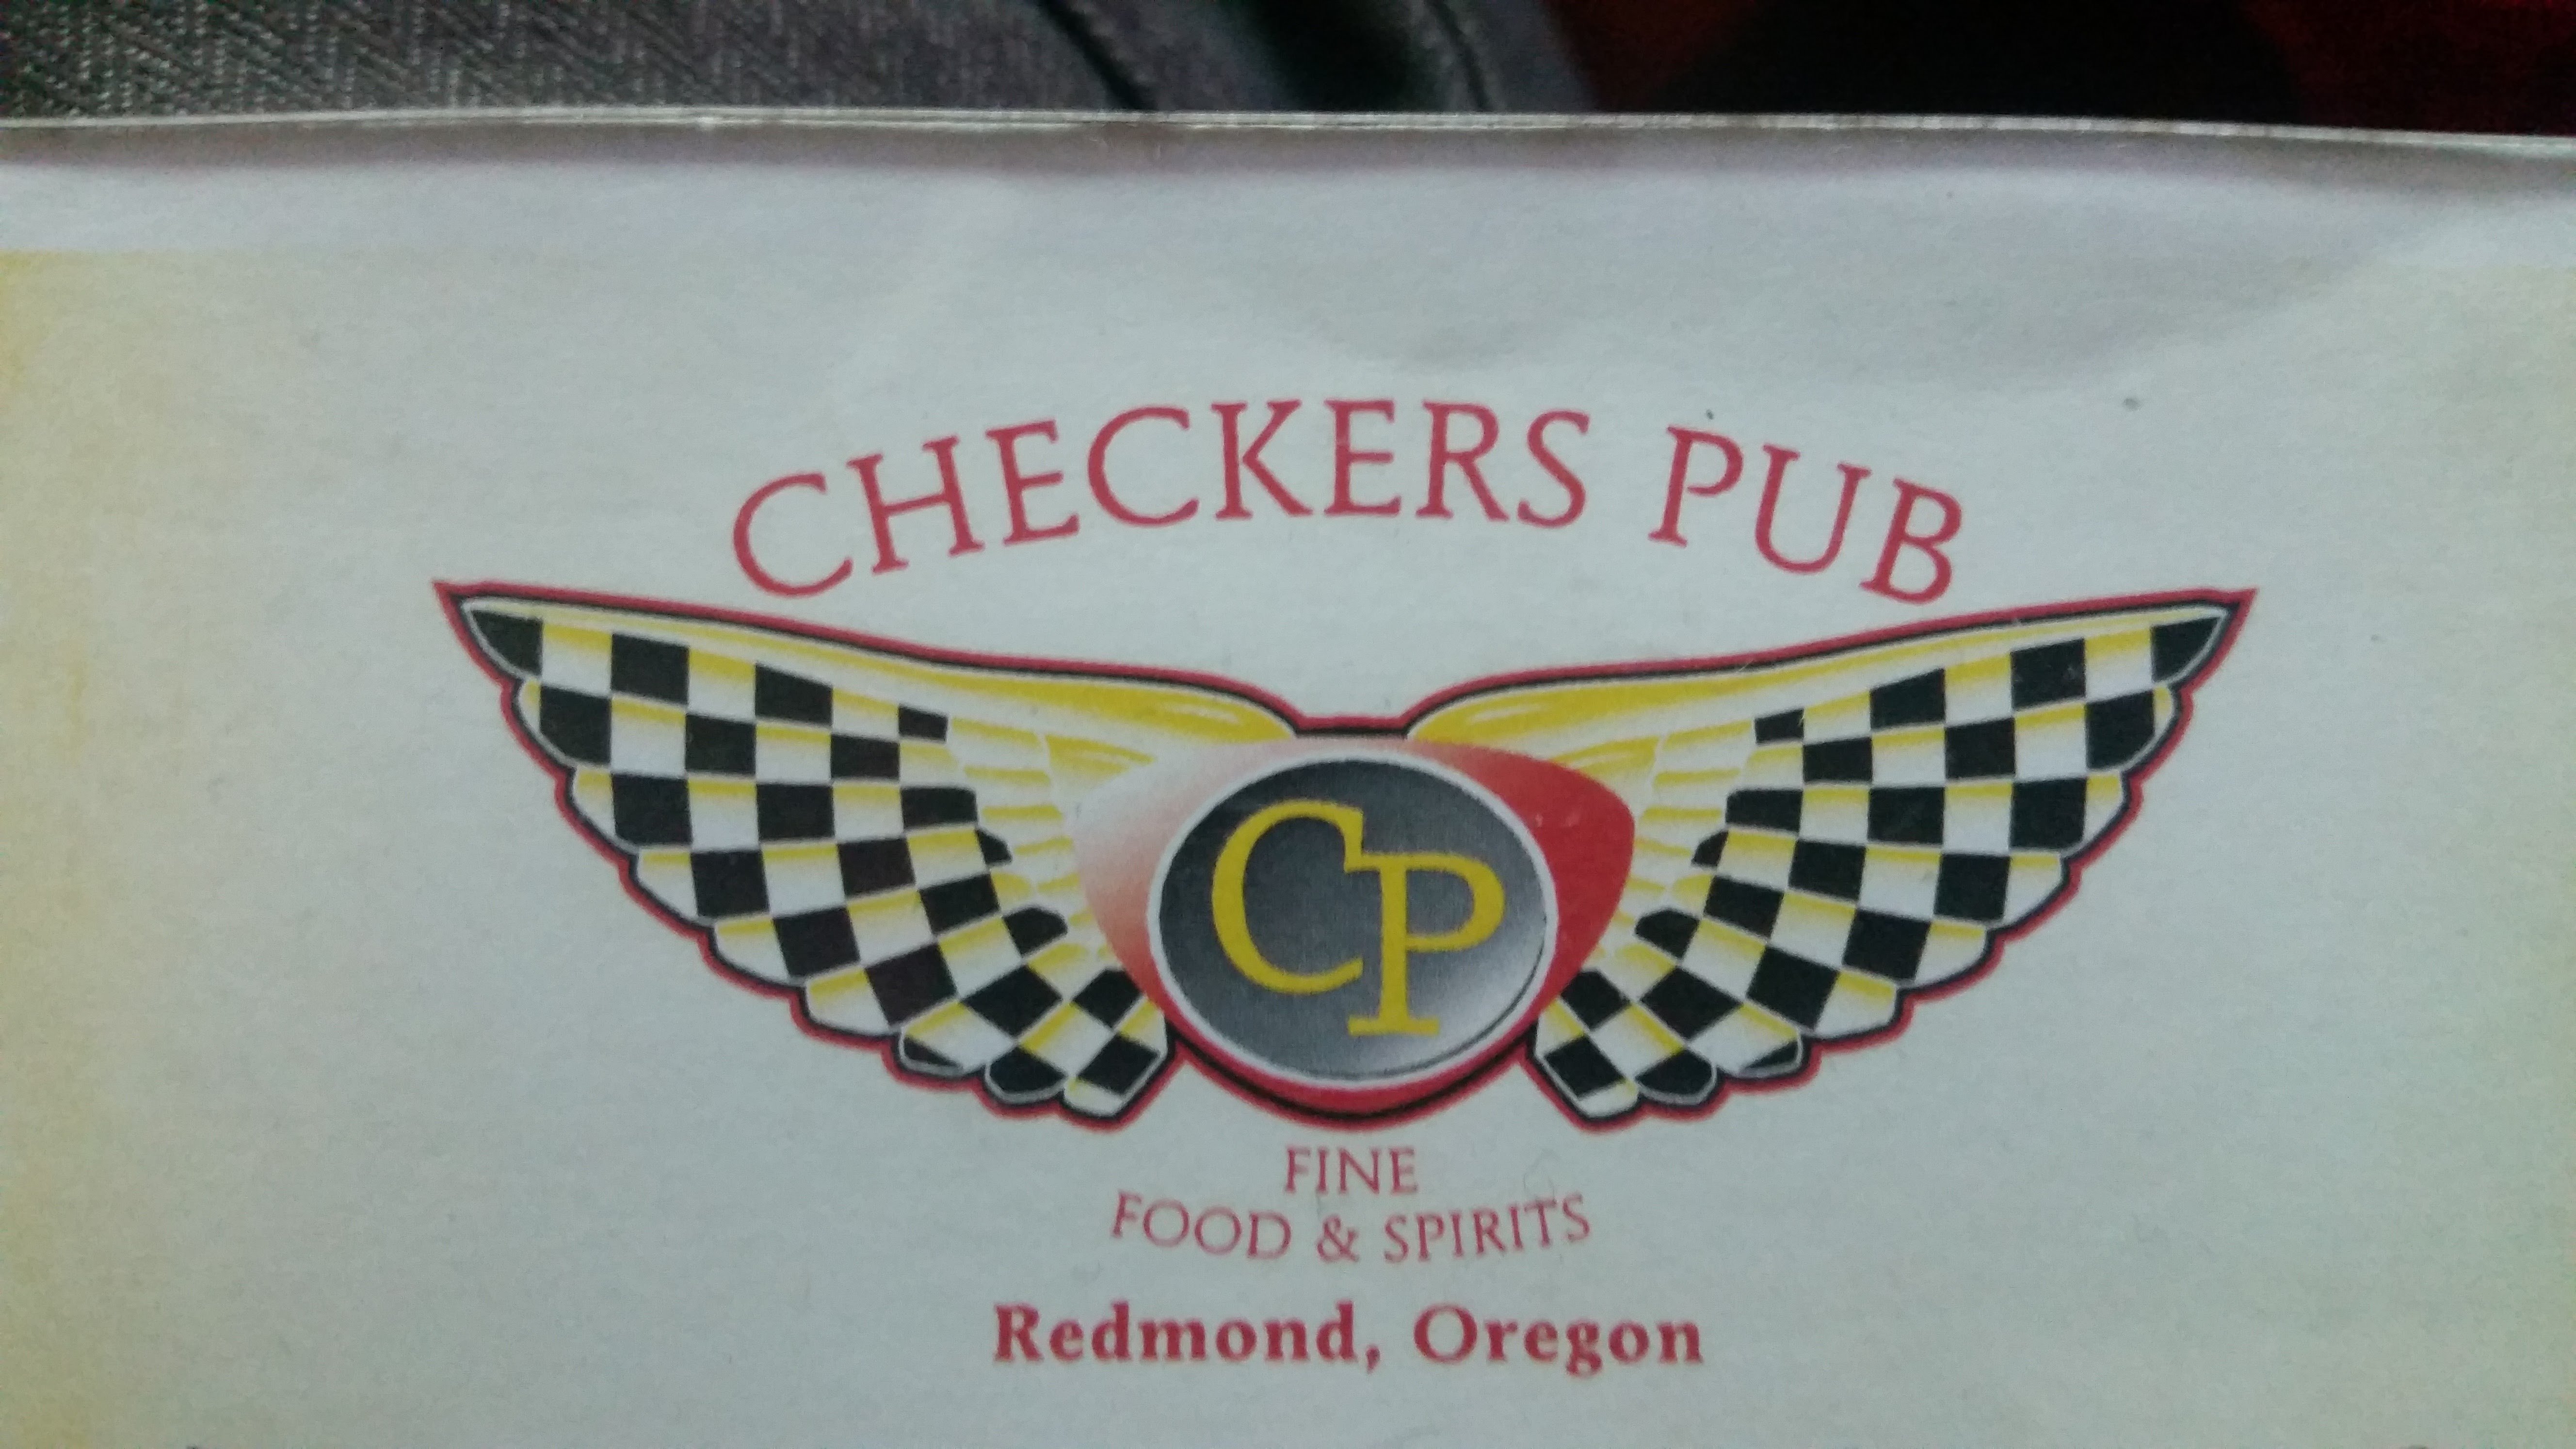 CHECKERS PUB
CP
FINE
FOOD & SPIRITS
Redmond, Oregon